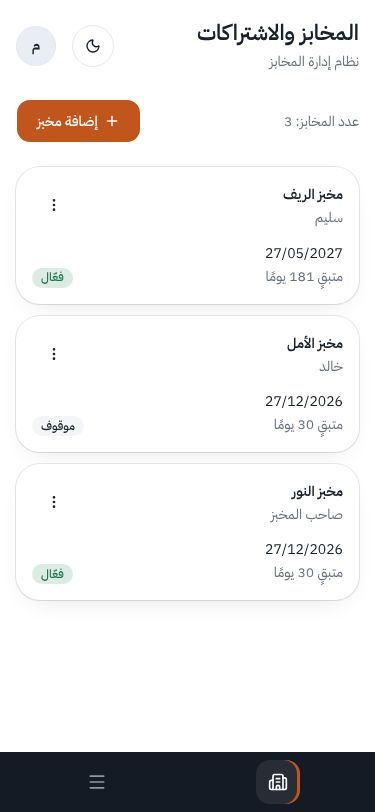 المخابز والاشتراكات
نظام إدارة المخابز
م
عدد المخابز: 3
إضافة مخبز
مخبز الريف
سليم
27/05/2027
متبقٍ 181 يومًا
فعّال
مخبز الأمل
خالد
27/12/2026
متبقٍ 30 يومًا
موقوف
مخبز النور
صاحب المخبز
27/12/2026
متبقٍ 30 يومًا
فعّال